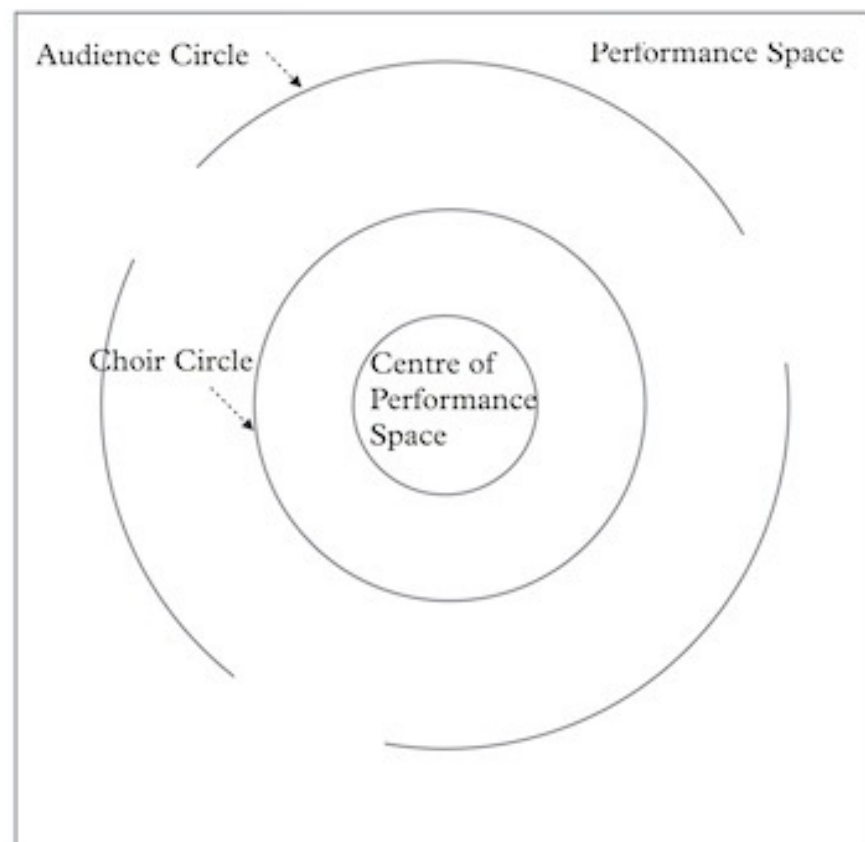 Audience Circle
Performance Space
Choir Circle
Centre of
Performance
Space